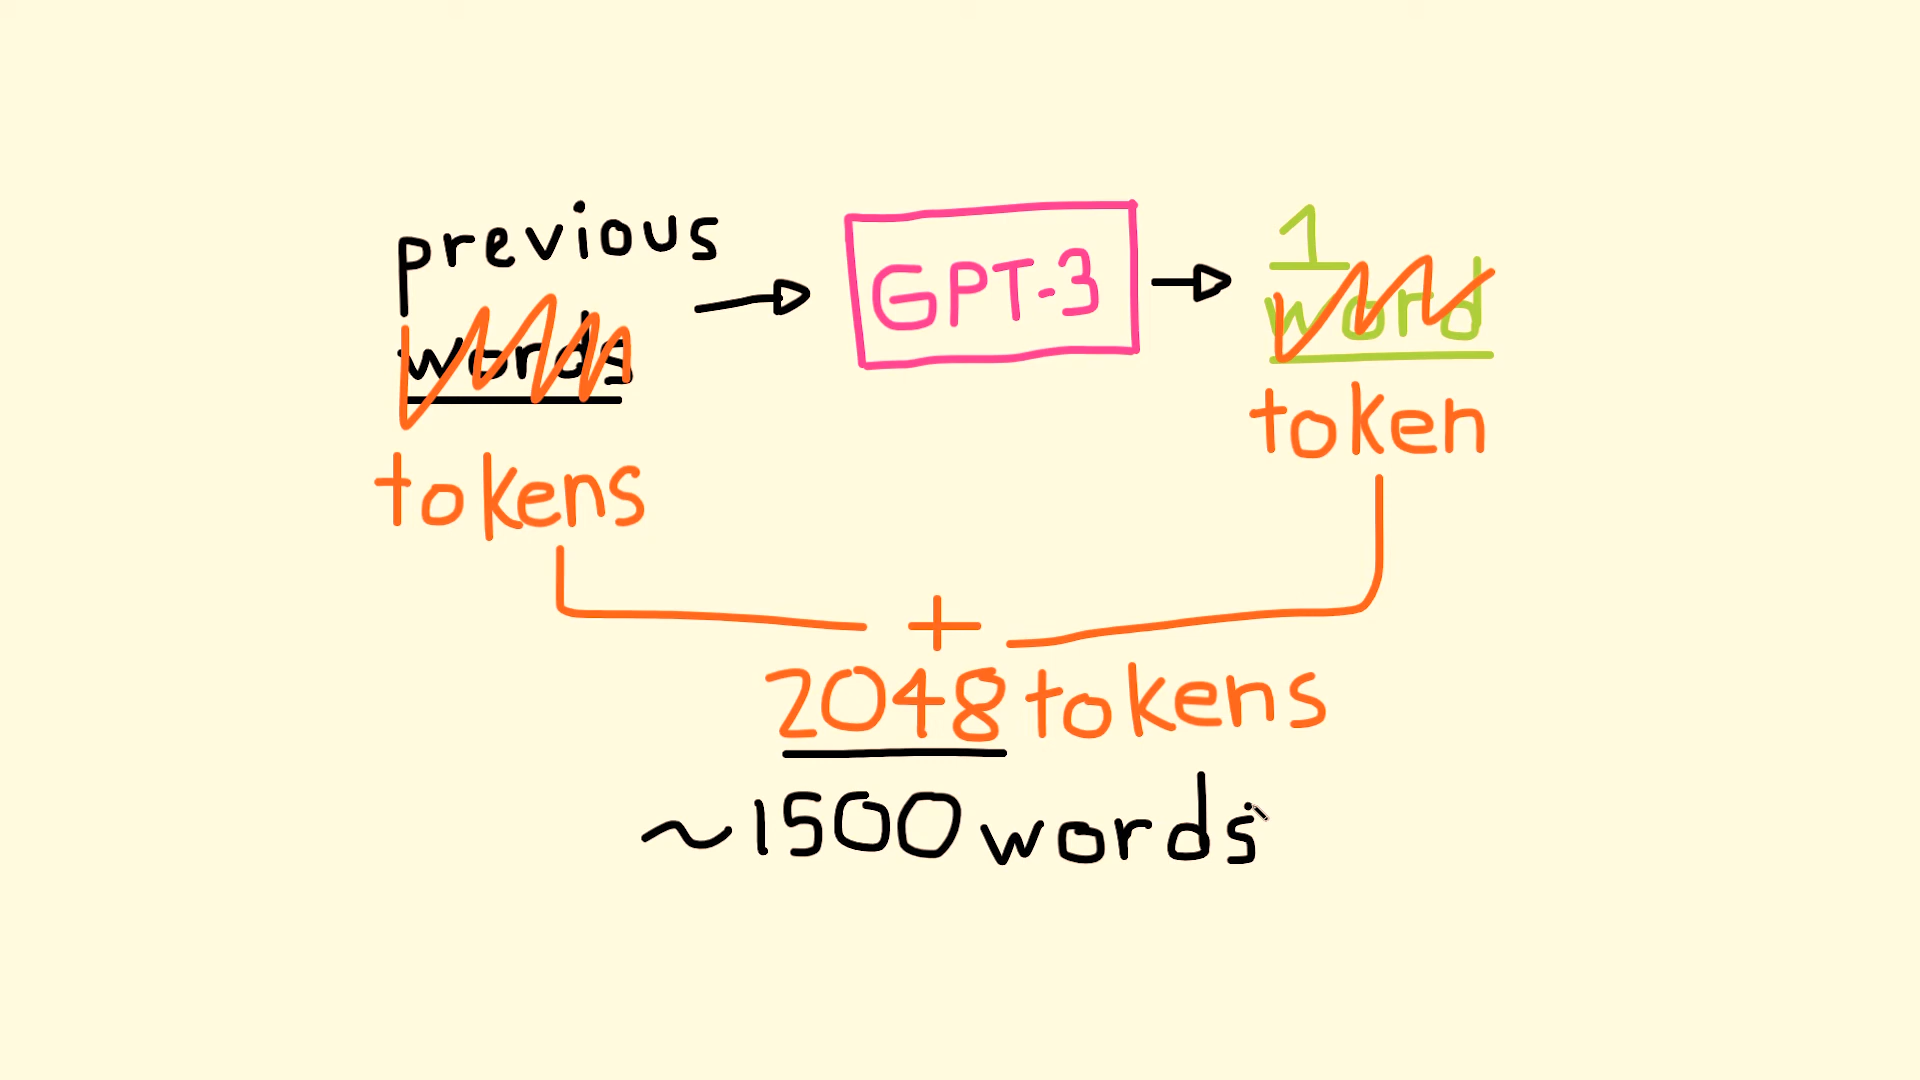 previous
words
tokens
GPT-3
1
word
token
+
2048 tokens
~1500 words